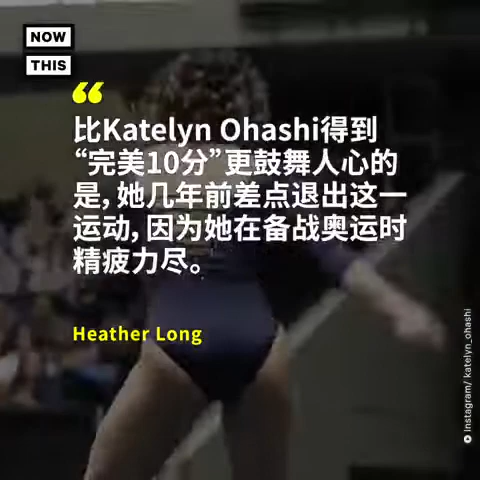 NOW
THIS
“
比Katelyn Ohashi得到
“完美10分”更鼓舞人心的
是，她几年前差点退出这一
运动，因为她在备战奥运时
精疲力尽。
Heather Long
Instagram/ katelyn_ohashi